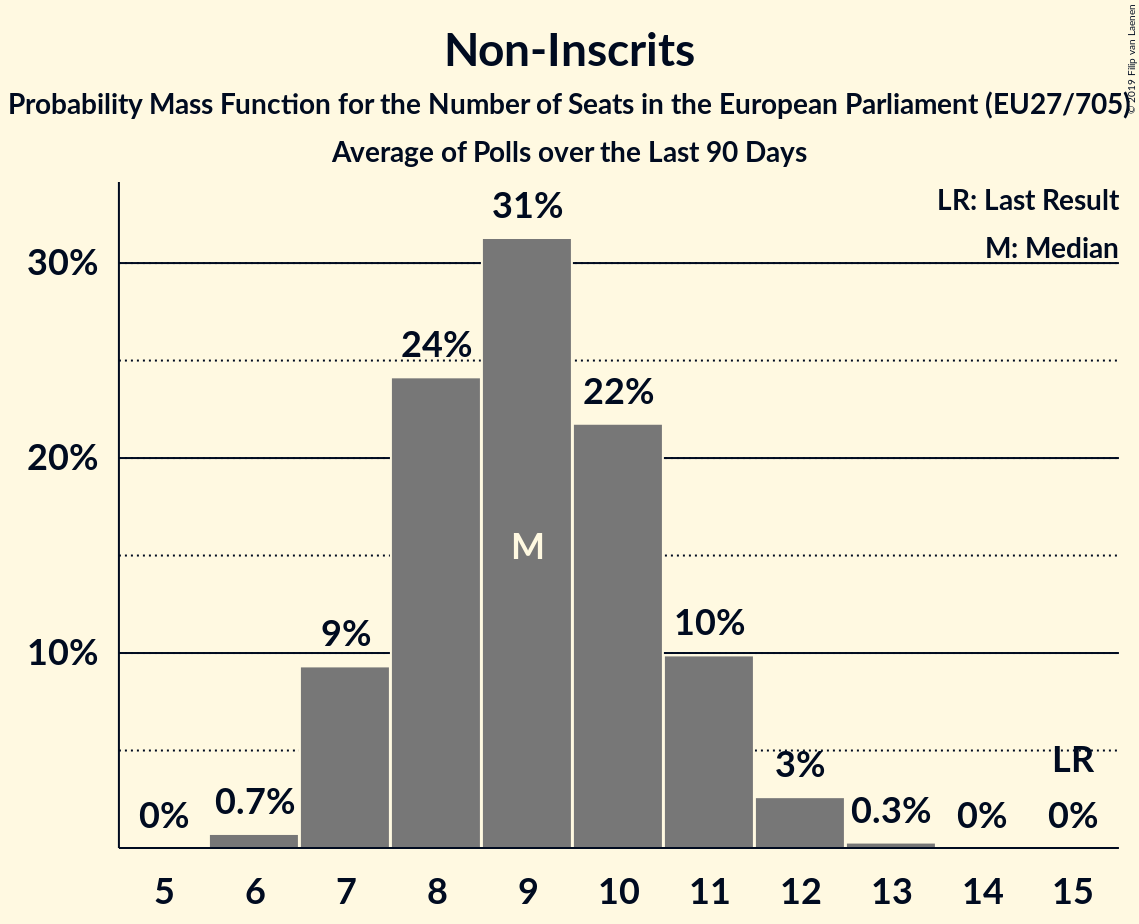 Non-Inscrits
Probability Mass Function for the Number of Seats in the European Parliament (EU27/705)
Average of Polls over the Last 90 Days
© 2019 Filip van Laenen
LR: Last Result
M: Median
31%
30%
24%
22%
20%
M
10%
9%
10%
LR
3%
0%
0.7%
0.3%
0%
0%
5 6 7 8 9 10 11 12 13 14 15